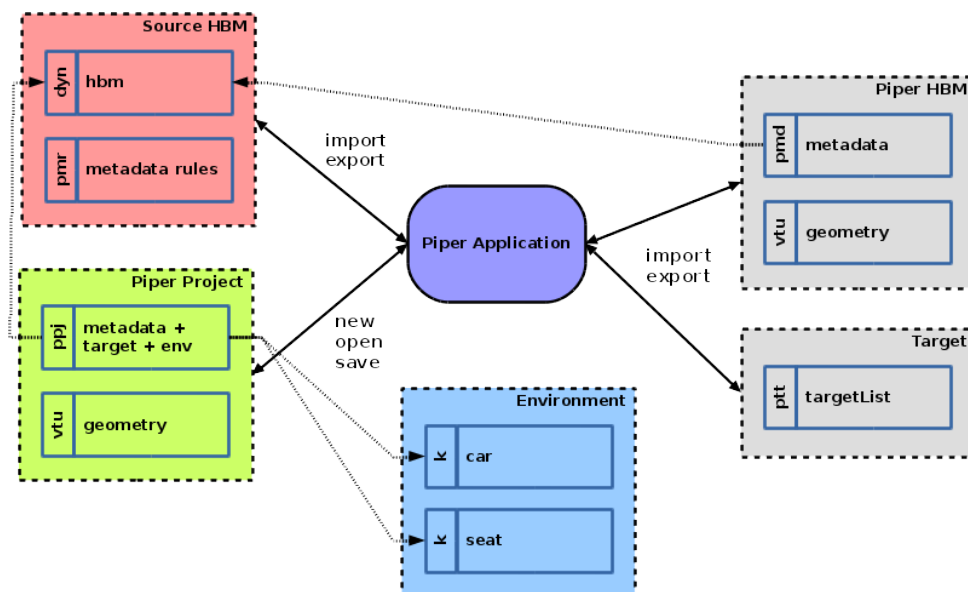 Source HBM
dyn
hbm
pmr
metadata rules
import
export
Piper HBM
pmd
metadata
vtu
geometry
Piper Application
import
export
Piper Project
ppj
metadata +
target + env
vtu
geometry
new
open
save
Target
ptt
targetList
Environment
k
car
k
seat